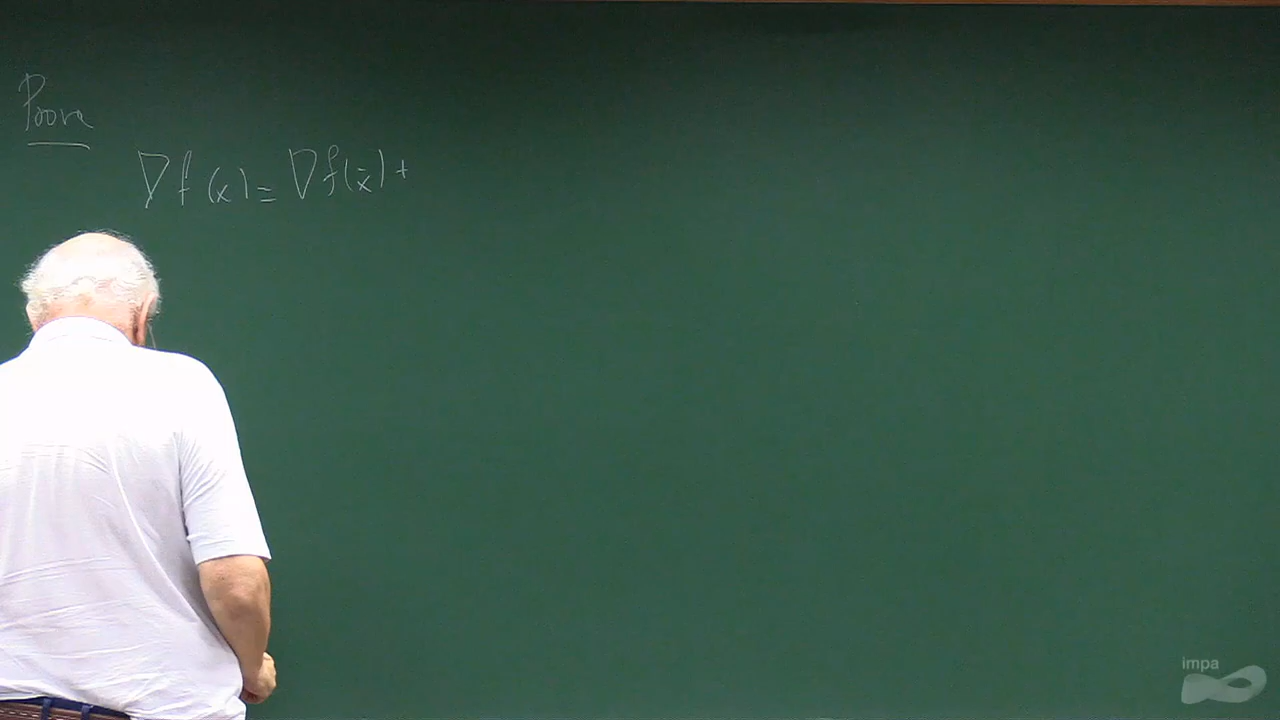 Prova
∇f(x) = ∇f(x̄) +
impa